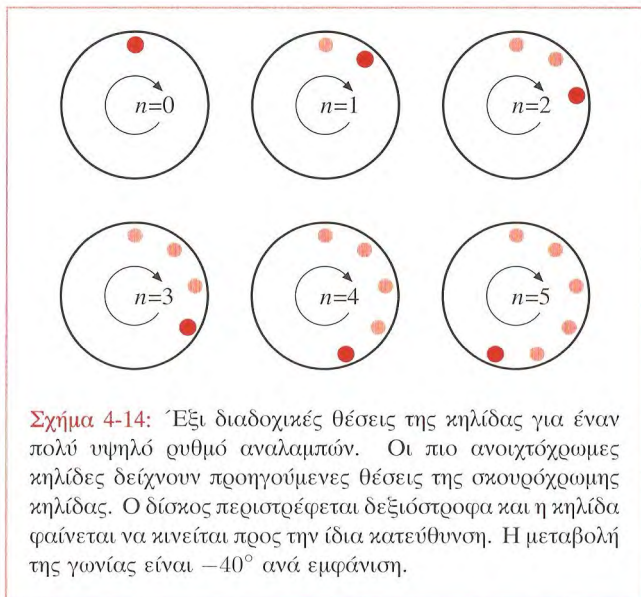 n=0
n=1
n=2
n=3
n=4
n=5
Σχήμα 4-14: Έξι διαδοχικές θέσεις της κηλίδας για έναν
πολύ υψηλό ρυθμό αναλαμπών. Οι πιο ανοιχτόχρωμες
κηλίδες δείχνουν προηγούμενες θέσεις της σκουρόχρωμης
κηλίδας. Ο δίσκος περιστρέφεται δεξιόστροφα και η κηλίδα
φαίνεται να κινείται προς την ίδια κατεύθυνση. Η μεταβολή
της γωνίας είναι −40° ανά εμφάνιση.